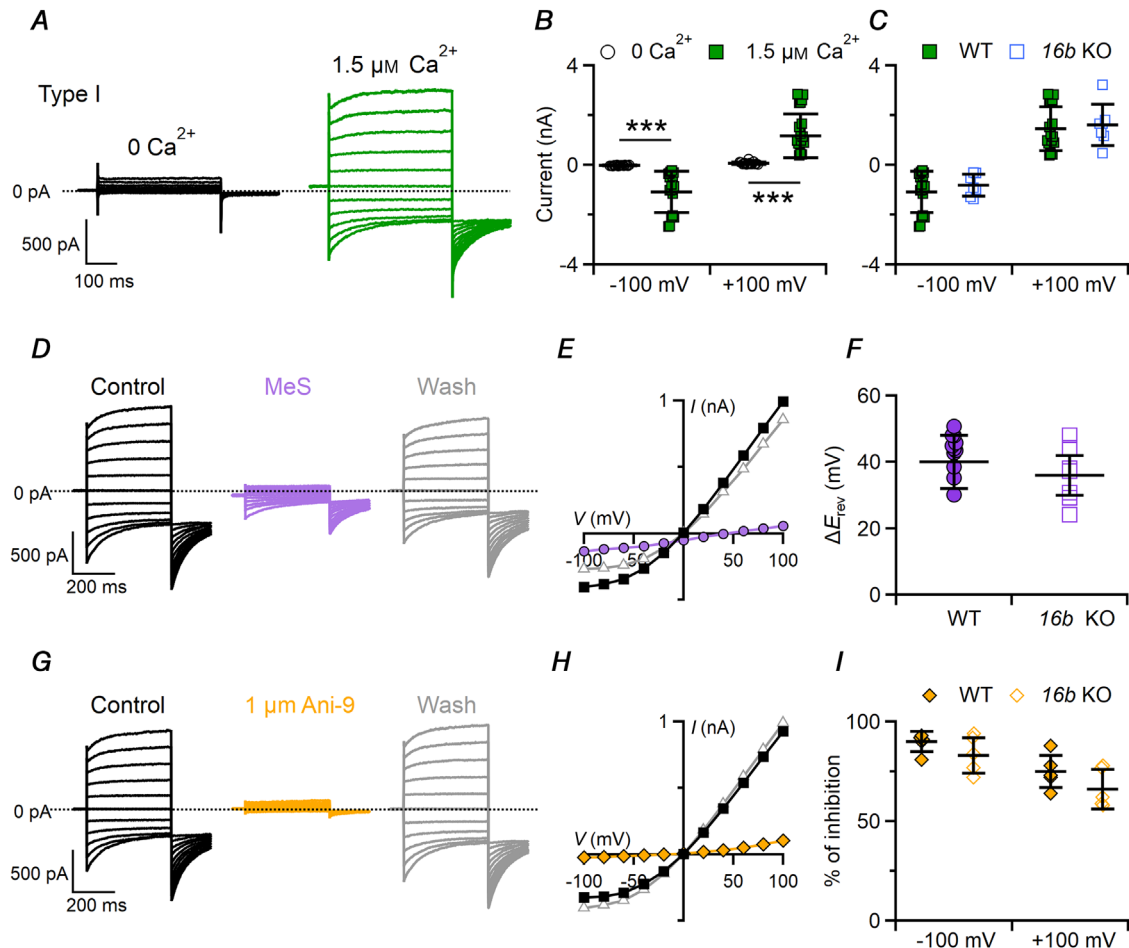 A
Type I
0 Ca2+
1.5 μM Ca2+
0 pA
500 pA
100 ms
B
0 Ca2+
1.5 μM Ca2+
Current (nA)
4
0
-4
***
***
-100 mV
+100 mV
C
WT
16b KO
4
0
-4
-100 mV
+100 mV
D
Control
MeS
Wash
0 pA
500 pA
200 ms
E
1
I (nA)
V (mV)
-100
-50
50
100
F
ΔErev (mV)
60
40
20
0
WT
16b KO
G
Control
1 μm Ani-9
Wash
0 pA
500 pA
200 ms
H
1
I (nA)
V (mV)
-100
-50
50
100
I
WT
16b KO
% of inhibition
100
50
0
-100 mV
+100 mV